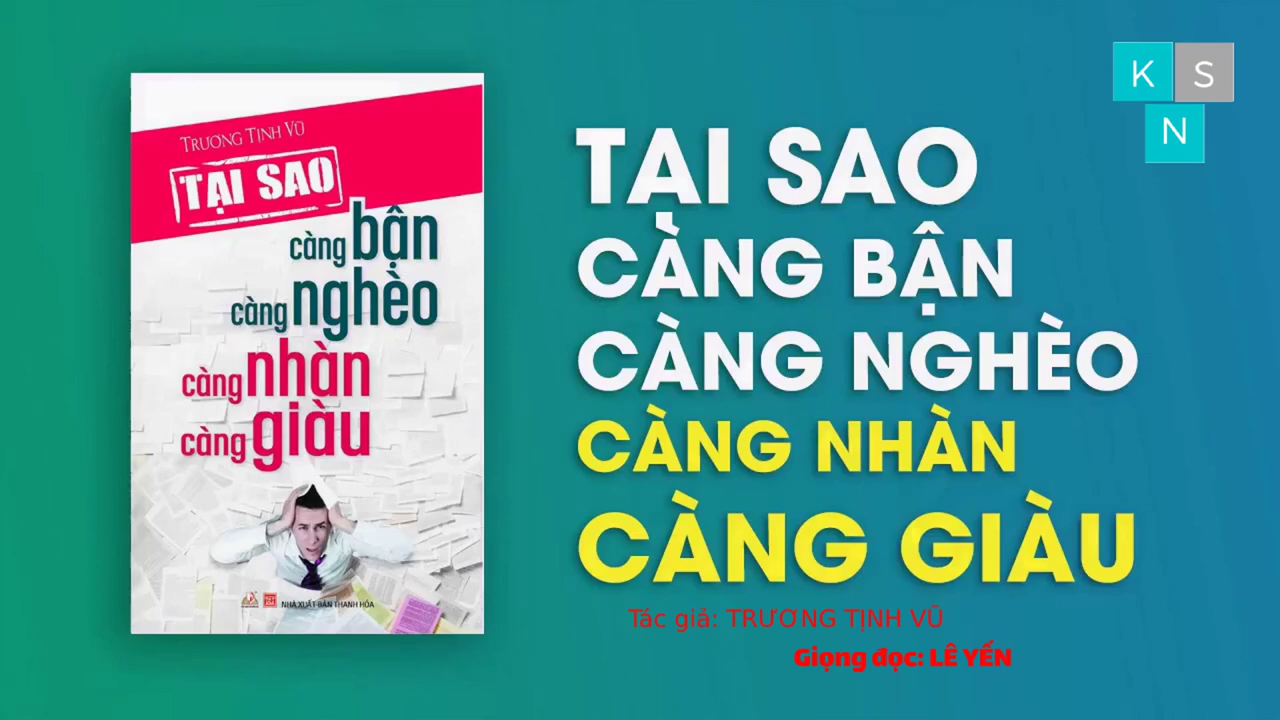 TRƯƠNG TỊNH VŨ
TẠI SAO
càng bận
càng nghèo
càng nhàn
càng giàu
NHÀ XUẤT BẢN THANH HÓA
TẠI SAO
CÀNG BẬN
CÀNG NGHÈO
CÀNG NHÀN
CÀNG GIÀU
Tác giả: TRƯƠNG TỊNH VŨ
Giọng đọc: LÊ YẾN
K S
N